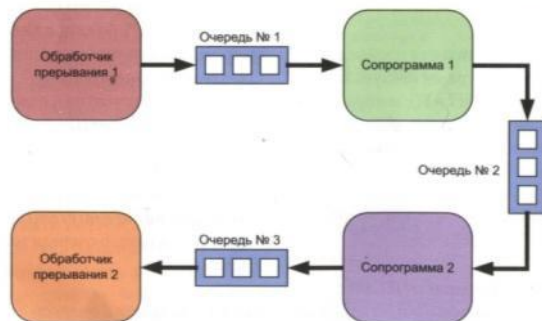 Обработчик
прерывания 1
Очередь № 1
Сопрограмма 1
Очередь № 2
Обработчик
прерывания 2
Очередь № 3
Сопрограмма 2